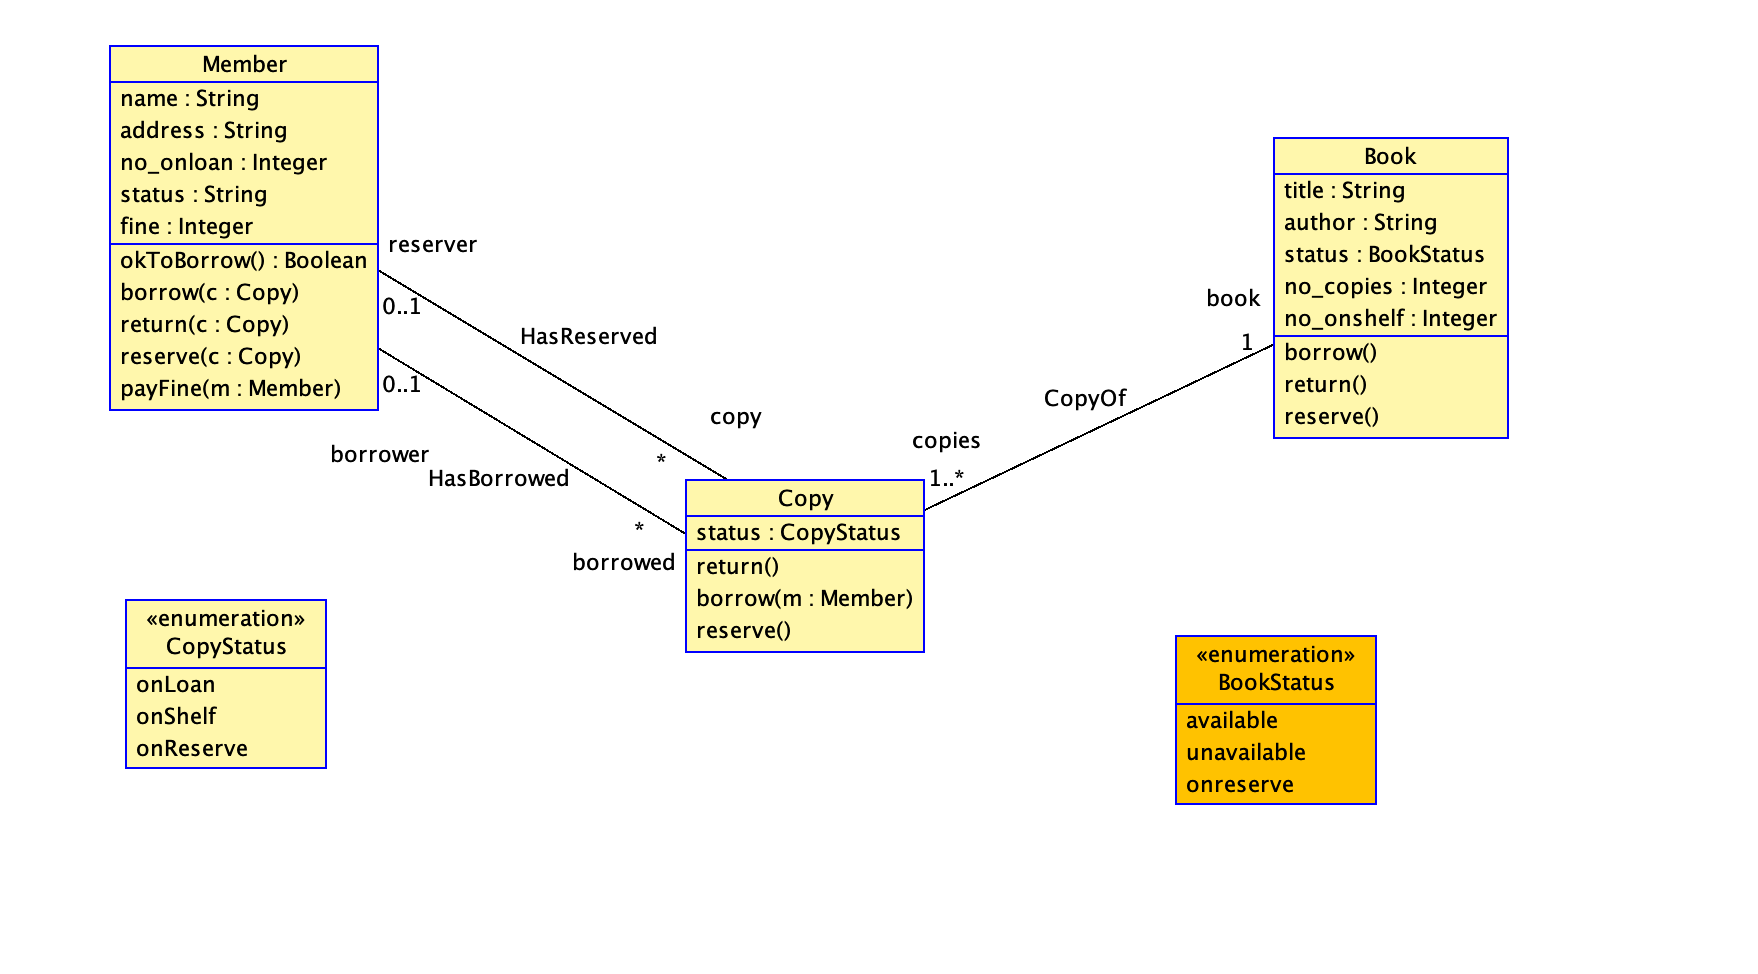 Member
name : String
address : String
no_onloan : Integer
status : String
fine : Integer
okToBorrow() : Boolean
borrow(c : Copy)
return(c : Copy)
reserve(c : Copy)
payFine(m : Member)
reserver
0..1
HasReserved
copy
*
0..1
borrower
HasBorrowed
*
borrowed
Book
title : String
author : String
status : BookStatus
no_copies : Integer
no_onshelf : Integer
borrow()
return()
reserve()
book
1
CopyOf
copies
1..*
Copy
status : CopyStatus
return()
borrow(m : Member)
reserve()
«enumeration»
CopyStatus
onLoan
onShelf
onReserve
«enumeration»
BookStatus
available
unavailable
onreserve